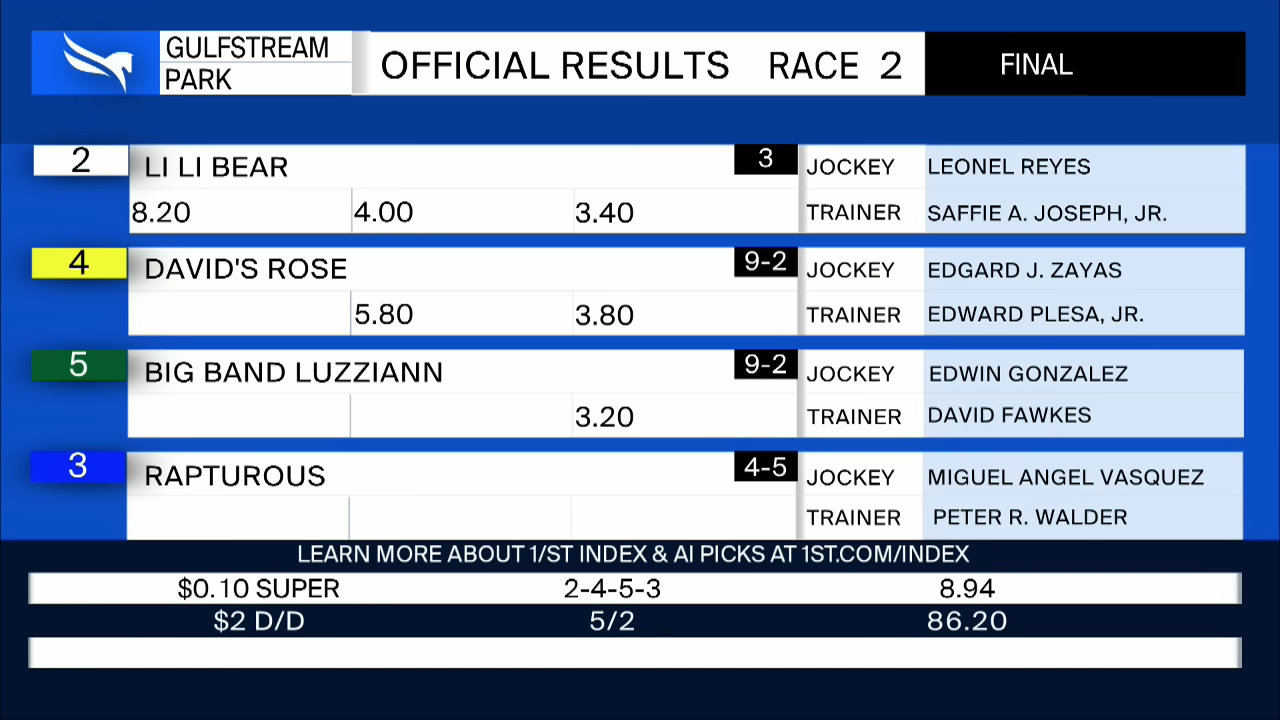 GULFSTREAM
PARK
OFFICIAL RESULTS RACE 2
FINAL
2 LI LI BEAR 3 JOCKEY LEONEL REYES
8.20 4.00 3.40 TRAINER SAFFIE A. JOSEPH, JR.
4 DAVID'S ROSE 9-2 JOCKEY EDGARD J. ZAYAS
5.80 3.80 TRAINER EDWARD PLESA, JR.
5 BIG BAND LUZZIANN 9-2 JOCKEY EDWIN GONZALEZ
3.20 TRAINER DAVID FAWKES
3 RAPTUROUS 4-5 JOCKEY MIGUEL ANGEL VASQUEZ
TRAINER PETER R. WALDER
LEARN MORE ABOUT 1/ST INDEX & AI PICKS AT 1ST.COM/INDEX
$0.10 SUPER 2-4-5-3 8.94
$2 D/D 5/2 86.20